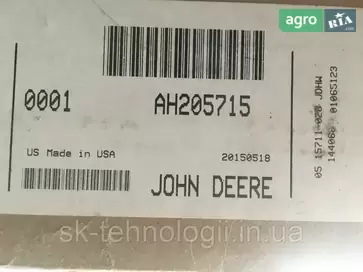 agro RIA.com
0001 AH205715
US Made in USA 20150518
JOHN DEERE
05 15711-020 JDHW
144066 01065123
sk-tehnologii.in.ua